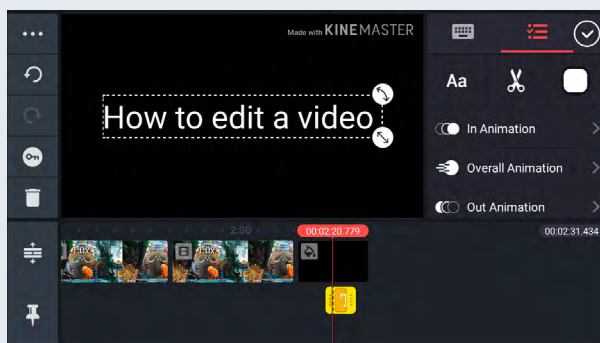 Made with KINEMASTER
How to edit a video
Aa
In Animation
Overall Animation
Out Animation
2:00
00:02:20.779
00:02:31.434